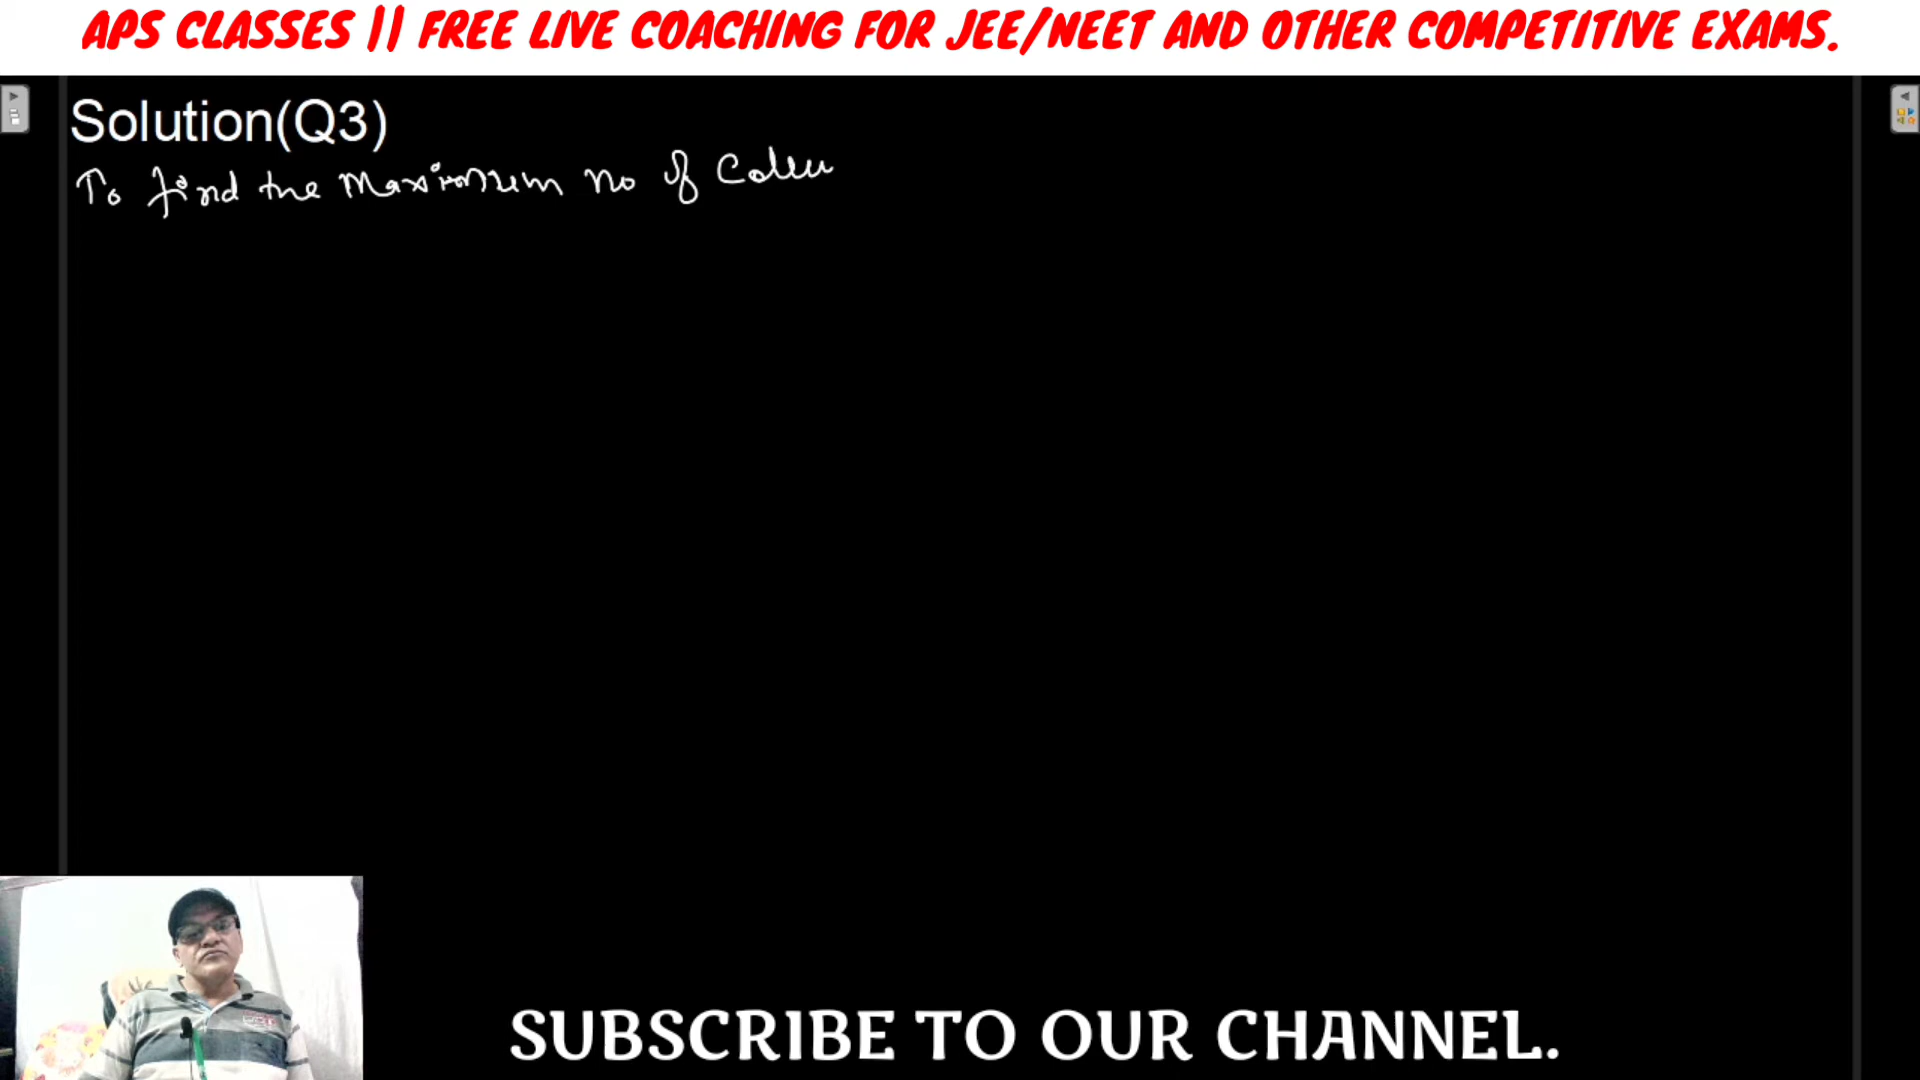 APS CLASSES || FREE LIVE COACHING FOR JEE/NEET AND OTHER COMPETITIVE EXAMS.
Solution(Q3)
To find the Maximum no of Colu
SUBSCRIBE TO OUR CHANNEL.